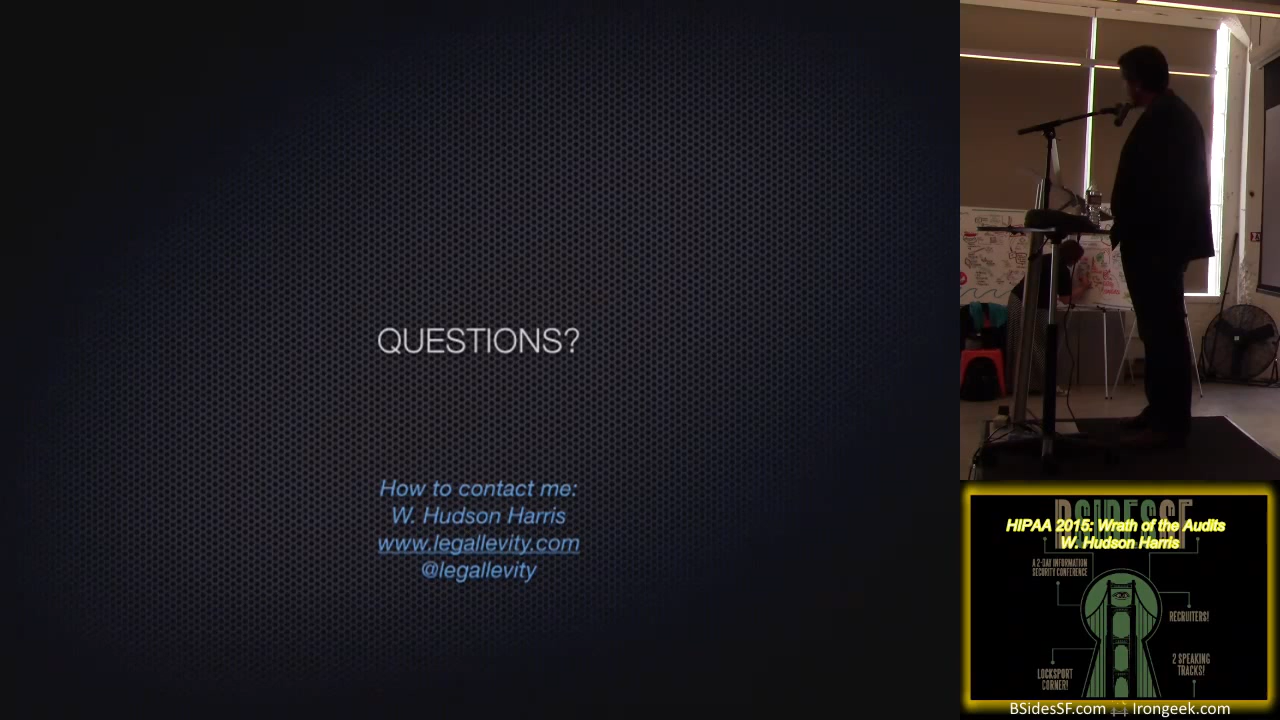 QUESTIONS?
How to contact me:
W. Hudson Harris
www.legallevity.com
@legallevity
BSIDESSF
HIPAA 2015: Wrath of the Audits
W. Hudson Harris
A 2-DAY INFORMATION
SECURITY CONFERENCE
RECRUITERS!
2 SPEAKING
TRACKS!
LOCKSPORT
CORNER!
BSidesSF.com
Irongeek.com